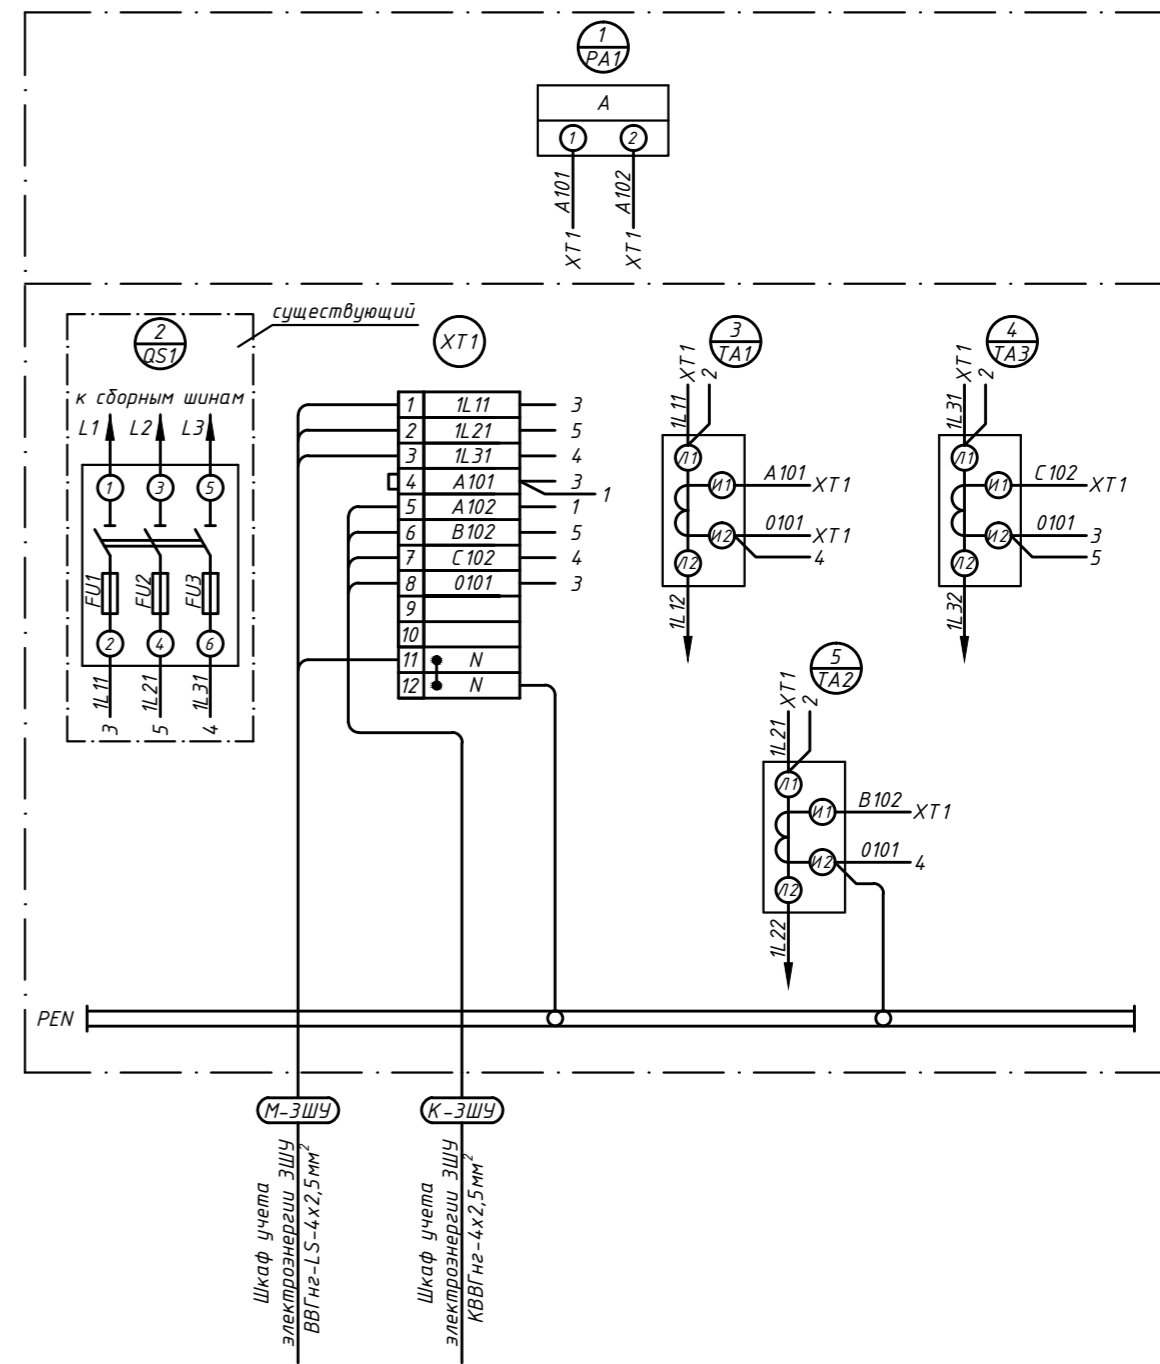 1
PA1
A
1 2
A101 A102
XT1 XT1
существующий
2
QS1
XT1
3
TA1
4
TA3
к сборным шинам
L1 L2 L3
1 3 5
FU1 FU2 FU3
2 4 6
1L11 1L21 1L31
3 5 4
1 1L11 3
2 1L21 5
3 1L31 4
4 A101 3
1
5 A102 1
6 B102 5
7 C102 4
8 0101 3
9
10
11 N
12 N
XT1
2
1L11
Л1
И1 A101 XT1
И2 0101 XT1
4
Л2
1L12
XT1
2
1L31
Л1
И1 C102 XT1
И2 0101 3
5
Л2
1L32
5
TA2
XT1
2
1L21
Л1
И1 B102 XT1
И2 0101 4
Л2
1L22
PEN
М-3ШУ
К-3ШУ
Шкаф учета
электроэнергии 3ШУ
ВВГнг-LS-4х2,5мм²
Шкаф учета
электроэнергии 3ШУ
КВВГнг-4х2,5мм²